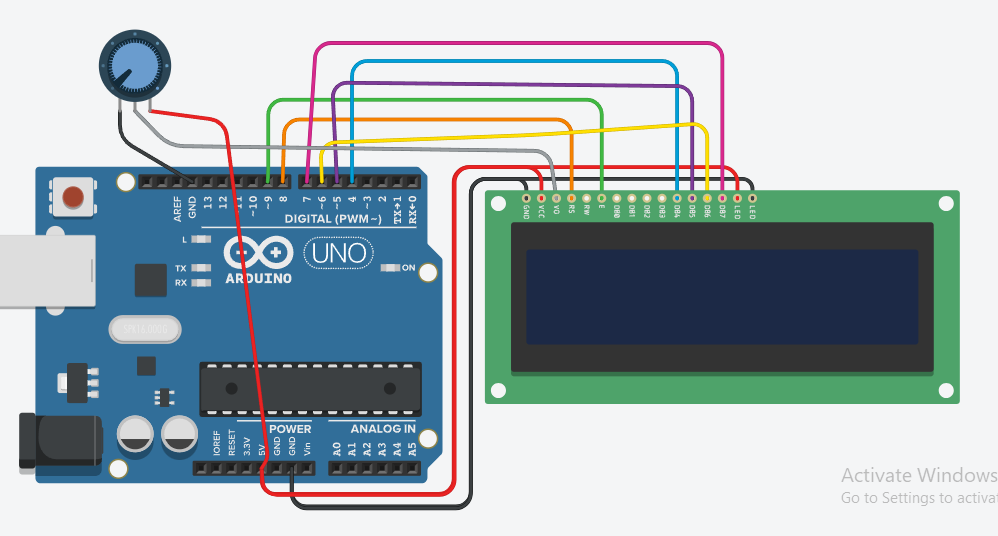 AREF
GND
13
12
~11
~10
~9
8
7
~6
~5
4
~3
2
TX→1
RX←0
DIGITAL (PWM~)
L
TX
RX
ARDUINO
UNO
ON
GND
VCC
VO
RS
RW
E
DB0
DB1
DB2
DB3
DB4
DB5
DB6
DB7
LED
LED
POWER
ANALOG IN
IOREF
RESET
3.3V
5V
GND
GND
Vin
A0
A1
A2
A3
A4
A5
Activate Windows
Go to Settings to activat